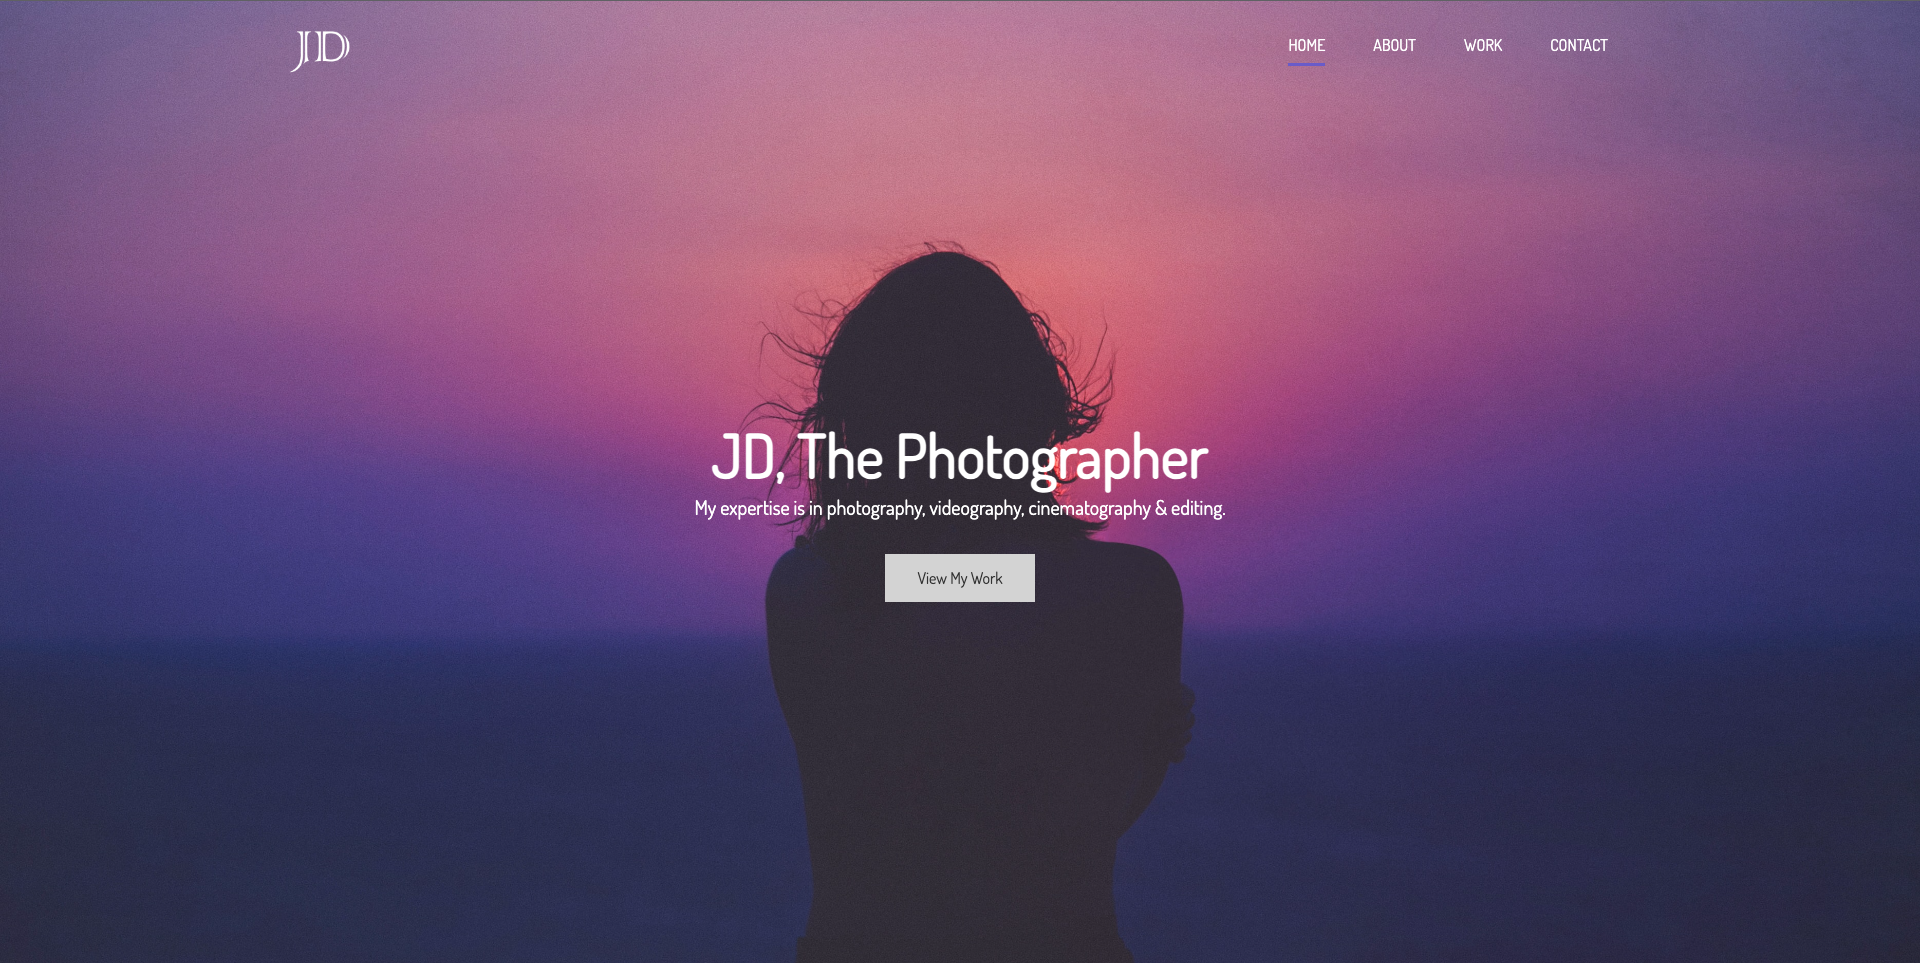 JD
HOME ABOUT WORK CONTACT
JD, The Photographer
My expertise is in photography, videography, cinematography & editing.
View My Work